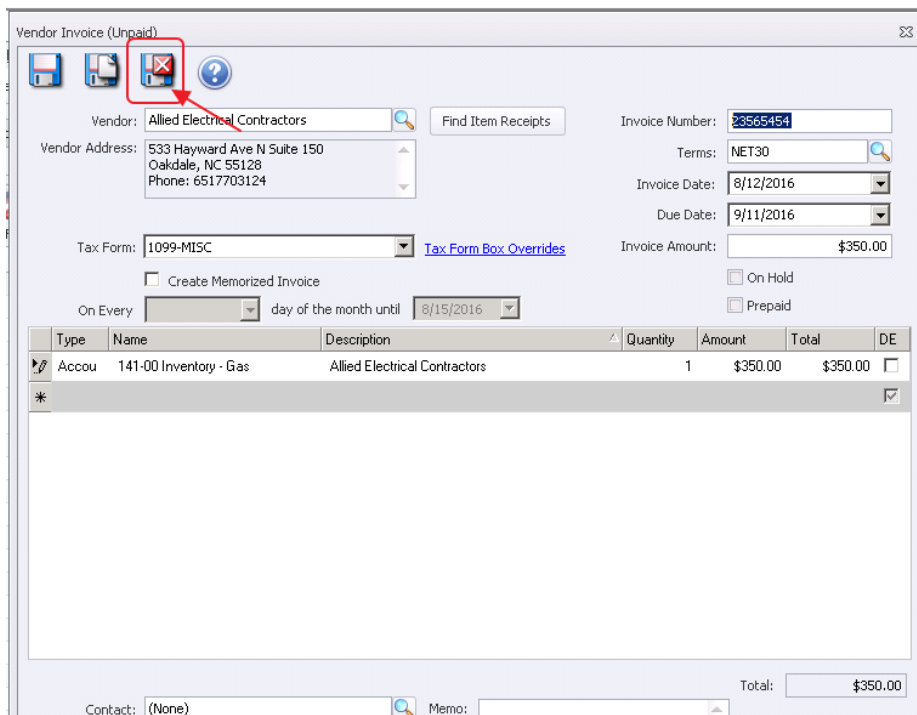 Vendor Invoice (Unpaid)
Vendor: Allied Electrical Contractors Find Item Receipts Invoice Number: 23565454
Vendor Address: 533 Hayward Ave N Suite 150
Oakdale, NC 55128
Phone: 6517703124
Terms: NET30
Invoice Date: 8/12/2016
Due Date: 9/11/2016
Tax Form: 1099-MISC Tax Form Box Overrides Invoice Amount: $350.00
Create Memorized Invoice On Hold
On Every day of the month until 8/15/2016 Prepaid
Type Name Description Quantity Amount Total DE
Accou 141-00 Inventory - Gas Allied Electrical Contractors 1 $350.00 $350.00
Total: $350.00
Contact: (None) Memo: